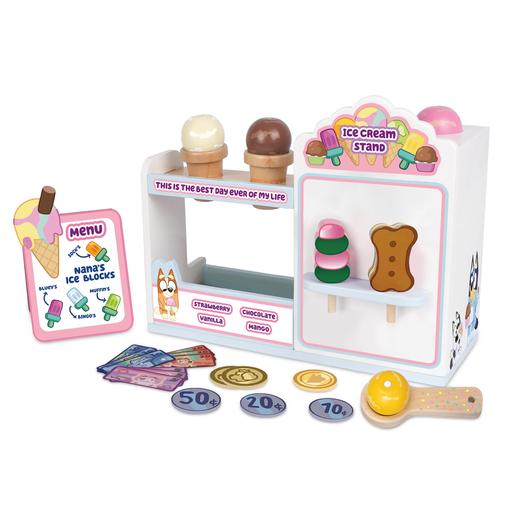 ICE CREAM
STAND
THIS IS THE BEST DAY EVER OF MY LIFE
MENU
SOCKS'S
NANA'S
ICE BLOCKS
BLUEY'S
MUFFIN'S
BINGO'S
STRAWBERRY
CHOCOLATE
VANILLA
MANGO
50¢
20¢
10¢